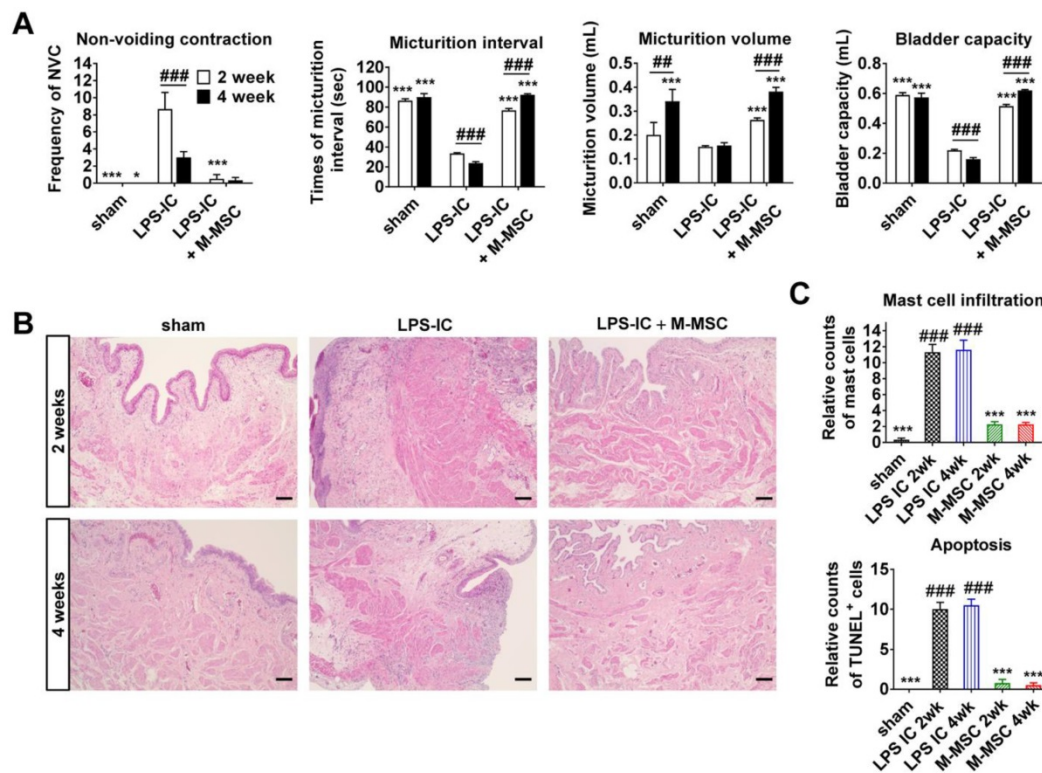 A
Non-voiding contraction
Frequency of NVC
14
12
10
8
6
4
2
0
###
2 week
4 week
*** *
***
sham
LPS-IC
LPS-IC
+ M-MSC
Micturition interval
Times of micturition
interval (sec)
120
100
80
60
40
20
0
*** ***
###
###
*** ***
sham
LPS-IC
LPS-IC
+ M-MSC
Micturition volume
Micturition volume (mL)
0.5
0.4
0.3
0.2
0.1
0.0
##
***
###
***
***
sham
LPS-IC
LPS-IC
+ M-MSC
Bladder capacity
Bladder capacity (mL)
0.8
0.6
0.4
0.2
0.0
*** ***
###
###
*** ***
sham
LPS-IC
LPS-IC
+ M-MSC
B
sham LPS-IC LPS-IC + M-MSC
2 weeks
4 weeks
C
Mast cell infiltration
Relative counts
of mast cells
14
12
10
8
6
4
2
0
*** ### ### *** ***
sham
LPS IC 2wk
LPS IC 4wk
M-MSC 2wk
M-MSC 4wk
Apoptosis
Relative counts
of TUNEL+ cells
15
10
5
0
*** ### ### *** ***
sham
LPS IC 2wk
LPS IC 4wk
M-MSC 2wk
M-MSC 4wk